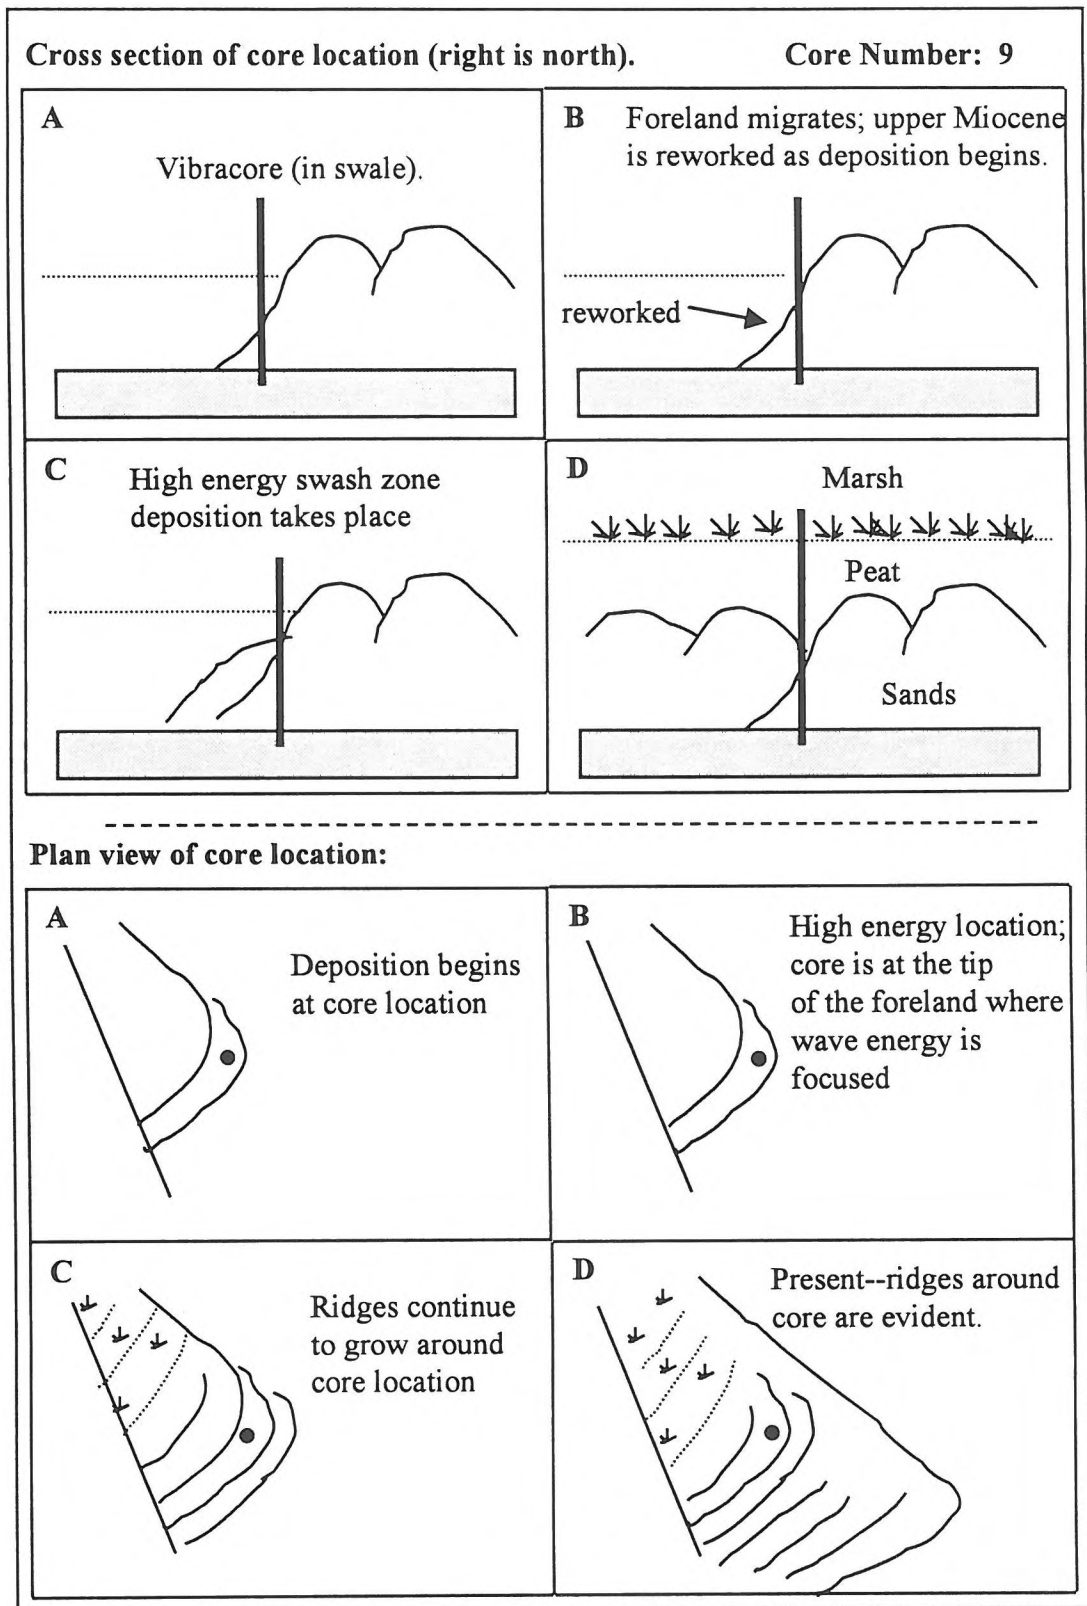 Cross section of core location (right is north). Core Number: 9
A
Vibracore (in swale).
B Foreland migrates; upper Miocene
is reworked as deposition begins.
reworked
C High energy swash zone
deposition takes place
D
Marsh
Peat
Sands
Plan view of core location:
A
Deposition begins
at core location
B
High energy location;
core is at the tip
of the foreland where
wave energy is
focused
C
Ridges continue
to grow around
core location
D
Present--ridges around
core are evident.